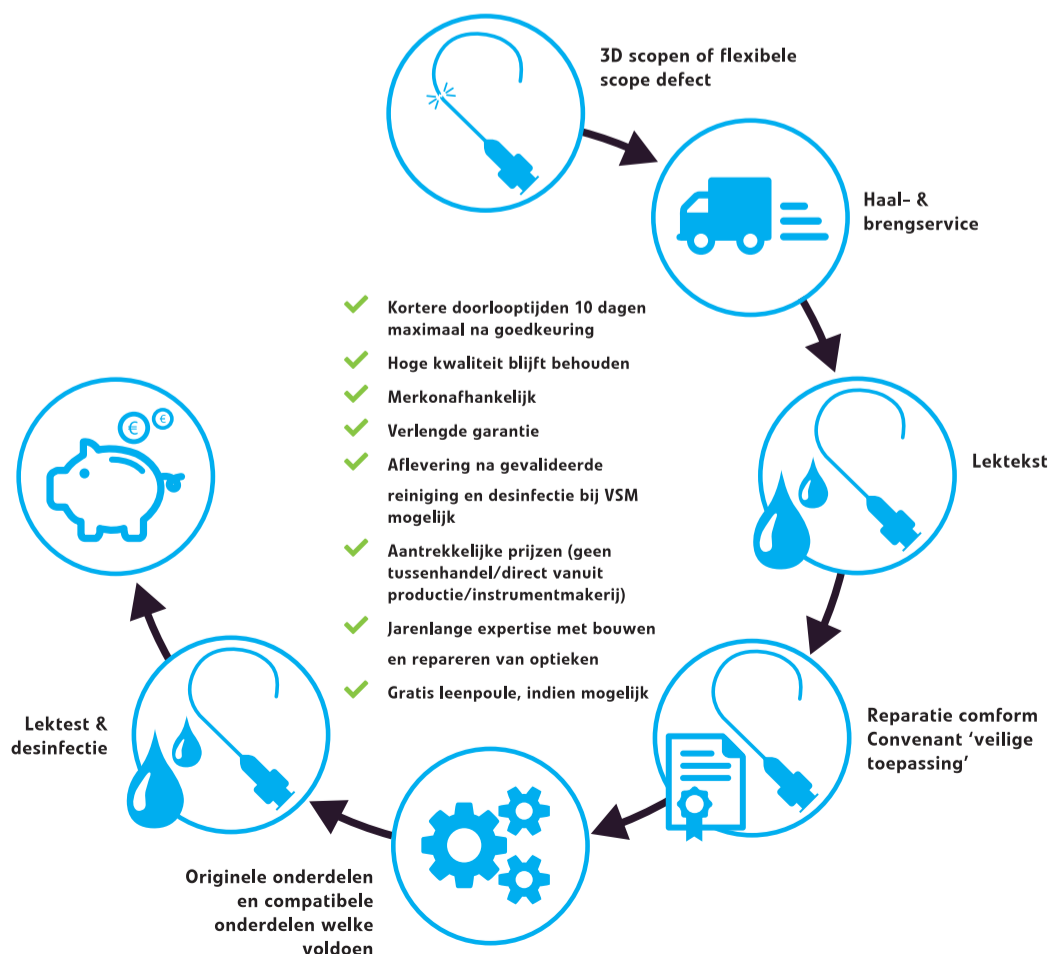 3D scopen of flexibele
scope defect
Haal- &
brengservice
Kortere doorlooptijden 10 dagen
maximaal na goedkeuring
Hoge kwaliteit blijft behouden
Merkonafhankelijk
Verlengde garantie
Aflevering na gevalideerde
reiniging en desinfectie bij VSM
mogelijk
Aantrekkelijke prijzen (geen
tussenhandel/direct vanuit
productie/instrumentmakerij)
Jarenlange expertise met bouwen
en repareren van optieken
Gratis leenpoule, indien mogelijk
€
€
Lektekst
Reparatie comform
Convenant ‘veilige
toepassing’
Originele onderdelen
en compatibele
onderdelen welke
voldoen
Lektest &
desinfectie